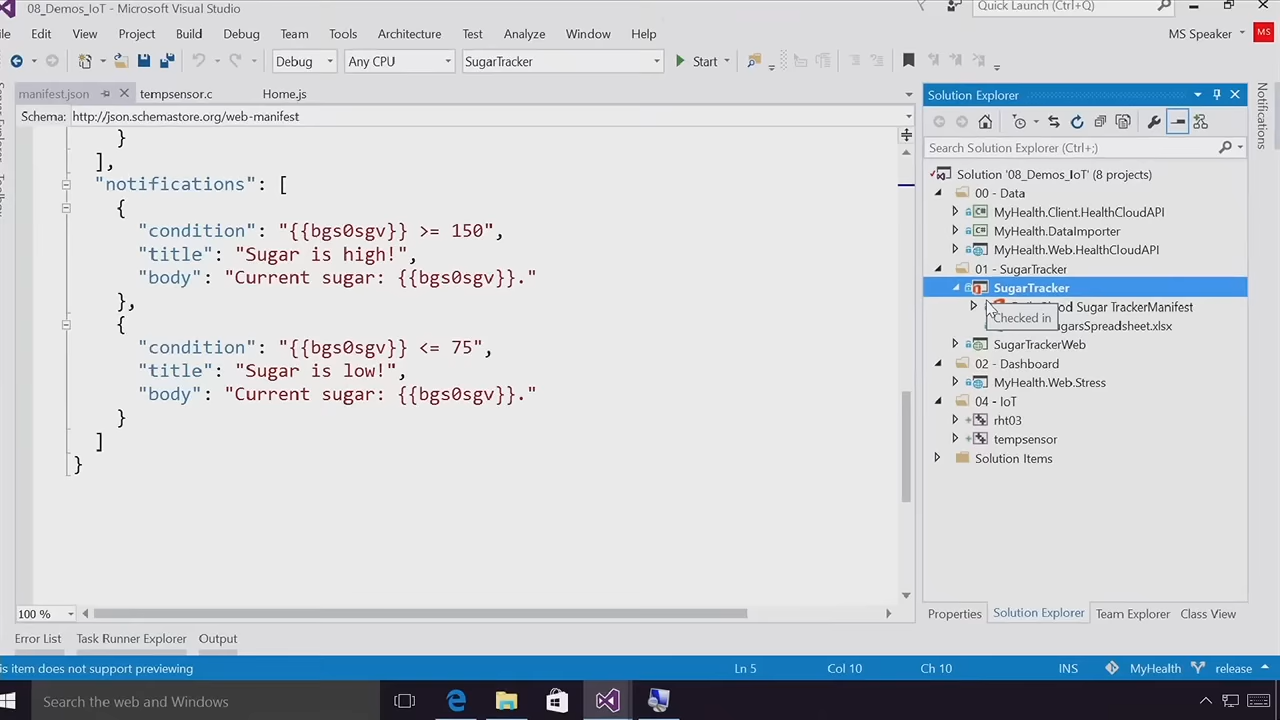 08_Demos_IoT - Microsoft Visual Studio
Quick Launch (Ctrl+Q)
Edit View Project Build Debug Team Tools Architecture Test Analyze Window Help
MS Speaker MS
Debug Any CPU SugarTracker Start
manifest.json tempsensor.c Home.js
Schema: http://json.schemastore.org/web-manifest
}
],
"notifications": [
{
"condition": "{{bgs0sgv}} >= 150",
"title": "Sugar is high!",
"body": "Current sugar: {{bgs0sgv}}."
},
{
"condition": "{{bgs0sgv}} <= 75",
"title": "Sugar is low!",
"body": "Current sugar: {{bgs0sgv}}."
}
]
}
100 %
Solution Explorer
Search Solution Explorer (Ctrl+;)
Solution '08_Demos_IoT' (8 projects)
00 - Data
MyHealth.Client.HealthCloudAPI
MyHealth.DataImporter
MyHealth.Web.HealthCloudAPI
01 - SugarTracker
SugarTracker
Sugar TrackerManifest
Checked in
SugarTrackerWeb
02 - Dashboard
MyHealth.Web.Stress
04 - IoT
rht03
tempsensor
Solution Items
Properties Solution Explorer Team Explorer Class View
Notifications
Error List Task Runner Explorer Output
item does not support previewing
Ln 5 Col 10 Ch 10 INS MyHealth release
Search the web and Windows